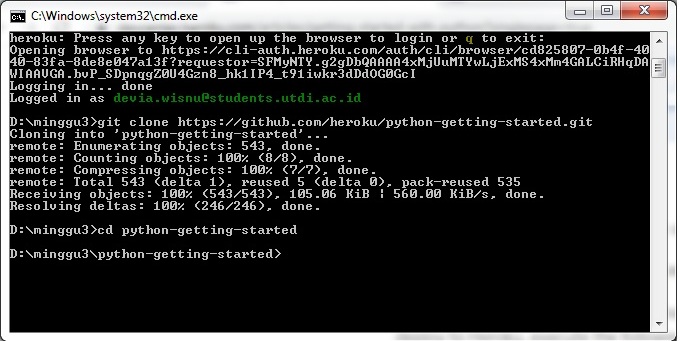 C:\Windows\system32\cmd.exe
heroku: Press any key to open up the browser to login or q to exit:
Opening browser to https://cli-auth.heroku.com/auth/cli/browser/cd825807-0b4f-40
40-83fa-8de8e047a13f?requestor=SFMyNTY.g2gDbQAAAA4xMjUuMTYwLjExMS4xMm4GALCiRHqDA
WIAAVGA.bvP_SDpnqgZ0U4Gzn8_hk1IP4_t91iwkr3dDdOG0GcI
Logging in... done
Logged in as devia.wisnu@students.utdi.ac.id
D:\minggu3>git clone https://github.com/heroku/python-getting-started.git
Cloning into 'python-getting-started'...
remote: Enumerating objects: 543, done.
remote: Counting objects: 100% (8/8), done.
remote: Compressing objects: 100% (7/7), done.
remote: Total 543 (delta 1), reused 5 (delta 0), pack-reused 535
Receiving objects: 100% (543/543), 105.06 KiB | 560.00 KiB/s, done.
Resolving deltas: 100% (246/246), done.
D:\minggu3>cd python-getting-started
D:\minggu3\python-getting-started>